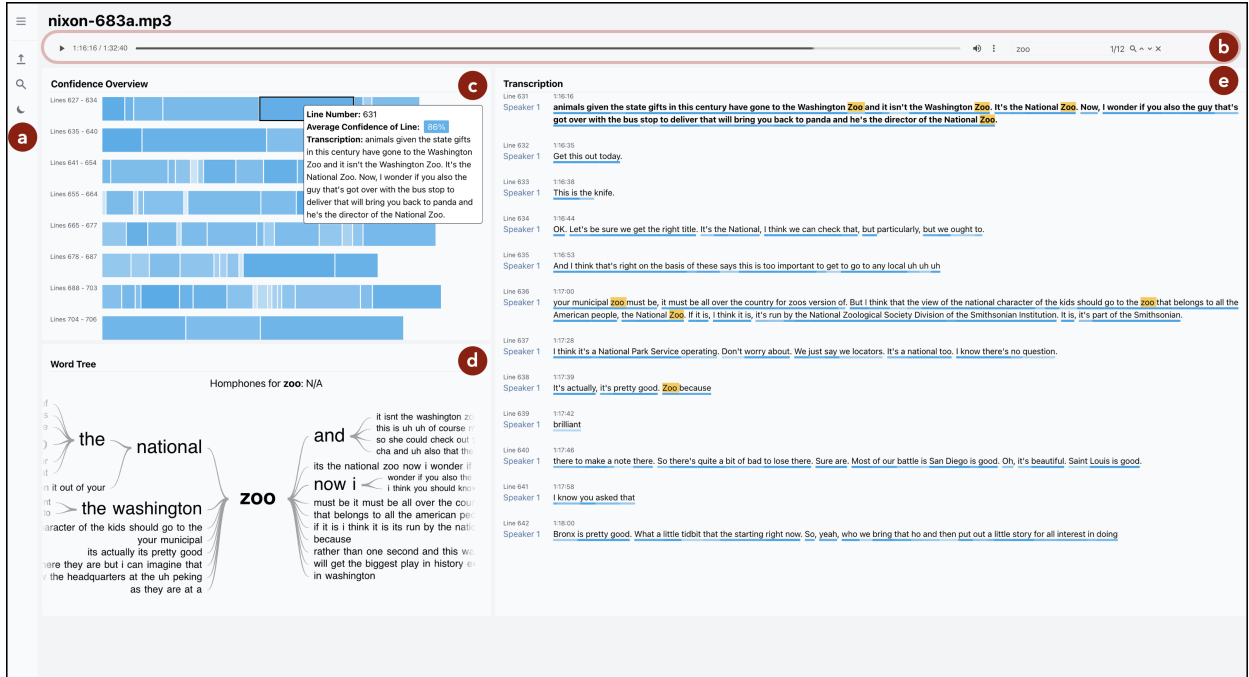 nixon-683a.mp3
1:16:16 / 1:32:40
zoo
1/12
b
a
Confidence Overview
c
Lines 627 - 634
Lines 635 - 640
Lines 641 - 654
Lines 655 - 664
Lines 665 - 677
Lines 678 - 687
Lines 688 - 703
Lines 704 - 706
Line Number: 631
Average Confidence of Line: 86%
Transcription: animals given the state gifts
in this century have gone to the Washington
Zoo and it isn't the Washington Zoo. It's the
National Zoo. Now, I wonder if you also the
guy that's got over with the bus stop to
deliver that will bring you back to panda and
he's the director of the National Zoo.
Word Tree
d
Homphones for zoo: N/A
the
national
n it out of your
the washington
aracter of the kids should go to the
your municipal
its actually its pretty good
here they are but i can imagine that
the headquarters at the uh peking
as they are at a
zoo
and
it isnt the washington zo
this is uh uh of course
so she could check out
cha and uh also that the
its the national zoo now i wonder if
now i
wonder if you also the
i think you should know
must be it must be all over the cou
that belongs to all the american pe
if it is i think it is its run by the natio
because
rather than one second and this wa
will get the biggest play in history e
in washington
Transcription
e
Line 631 1:16:16
Speaker 1 animals given the state gifts in this century have gone to the Washington Zoo and it isn't the Washington Zoo. It's the National Zoo. Now, I wonder if you also the guy that's
got over with the bus stop to deliver that will bring you back to panda and he's the director of the National Zoo.
Line 632 1:16:35
Speaker 1 Get this out today.
Line 633 1:16:38
Speaker 1 This is the knife.
Line 634 1:16:44
Speaker 1 OK. Let's be sure we get the right title. It's the National, I think we can check that, but particularly, but we ought to.
Line 635 1:16:53
Speaker 1 And I think that's right on the basis of these says this is too important to get to go to any local uh uh uh
Line 636 1:17:00
Speaker 1 your municipal zoo must be, it must be all over the country for zoos version of. But I think that the view of the national character of the kids should go to the zoo that belongs to all the
American people, the National Zoo. If it is, I think it is, it's run by the National Zoological Society Division of the Smithsonian Institution. It is, it's part of the Smithsonian.
Line 637 1:17:28
Speaker 1 I think it's a National Park Service operating. Don't worry about. We just say we locators. It's a national too. I know there's no question.
Line 638 1:17:39
Speaker 1 It's actually, it's pretty good. Zoo because
Line 639 1:17:42
Speaker 1 brilliant
Line 640 1:17:46
Speaker 1 there to make a note there. So there's quite a bit of bad to lose there. Sure are. Most of our battle is San Diego is good. Oh, it's beautiful. Saint Louis is good.
Line 641 1:17:58
Speaker 1 I know you asked that
Line 642 1:18:00
Speaker 1 Bronx is pretty good. What a little tidbit that the starting right now. So, yeah, who we bring that ho and then put out a little story for all interest in doing